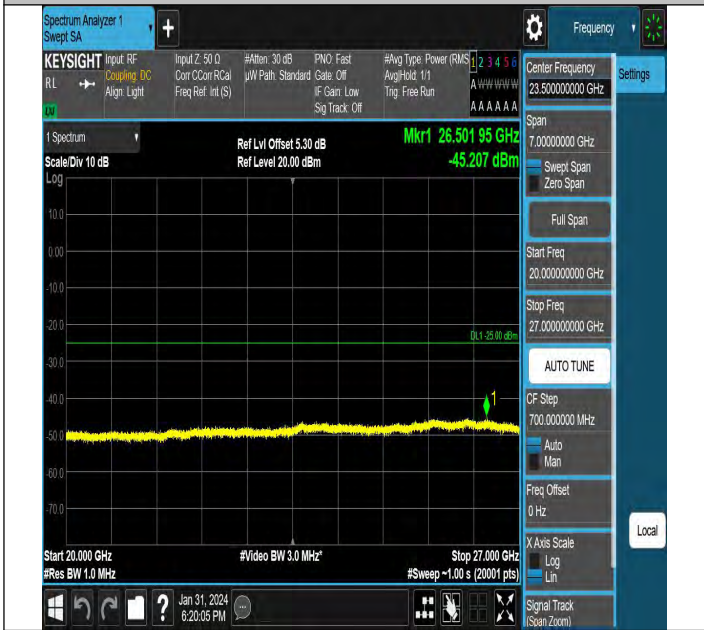 Spectrum Analyzer 1
Swept SA
+
Frequency
KEYSIGHT
RL
Input: RF
Coupling: DC
Align: Light
Input Z: 50 Ω
Corr CCorr RCal
Freq Ref: Int (S)
#Atten: 30 dB
µW Path: Standard
PNO: Fast
Gate: Off
IF Gain: Low
Sig Track: Off
#Avg Type: Power (RMS
Avg|Hold: 1/1
Trig: Free Run
1 2 3 4 5 6
A W W W W W
A A A A A A
1 Spectrum
Scale/Div 10 dB
Log
Ref Lvl Offset 5.30 dB
Ref Level 20.00 dBm
Mkr1 26.501 95 GHz
-45.207 dBm
10.0
0.00
-10.0
-20.0
-30.0
-40.0
-50.0
-60.0
-70.0
DL1 -25.00 dBm
1
Start 20.000 GHz
#Res BW 1.0 MHz
#Video BW 3.0 MHz*
Stop 27.000 GHz
#Sweep ~1.00 s (20001 pts)
Center Frequency
23.500000000 GHz
Settings
Span
7.00000000 GHz
Swept Span
Zero Span
Full Span
Start Freq
20.000000000 GHz
Stop Freq
27.000000000 GHz
AUTO TUNE
CF Step
700.000000 MHz
Auto
Man
Freq Offset
0 Hz
X Axis Scale
Log
Lin
Local
Signal Track
(Span Zoom)
?
Jan 31, 2024
6:20:05 PM